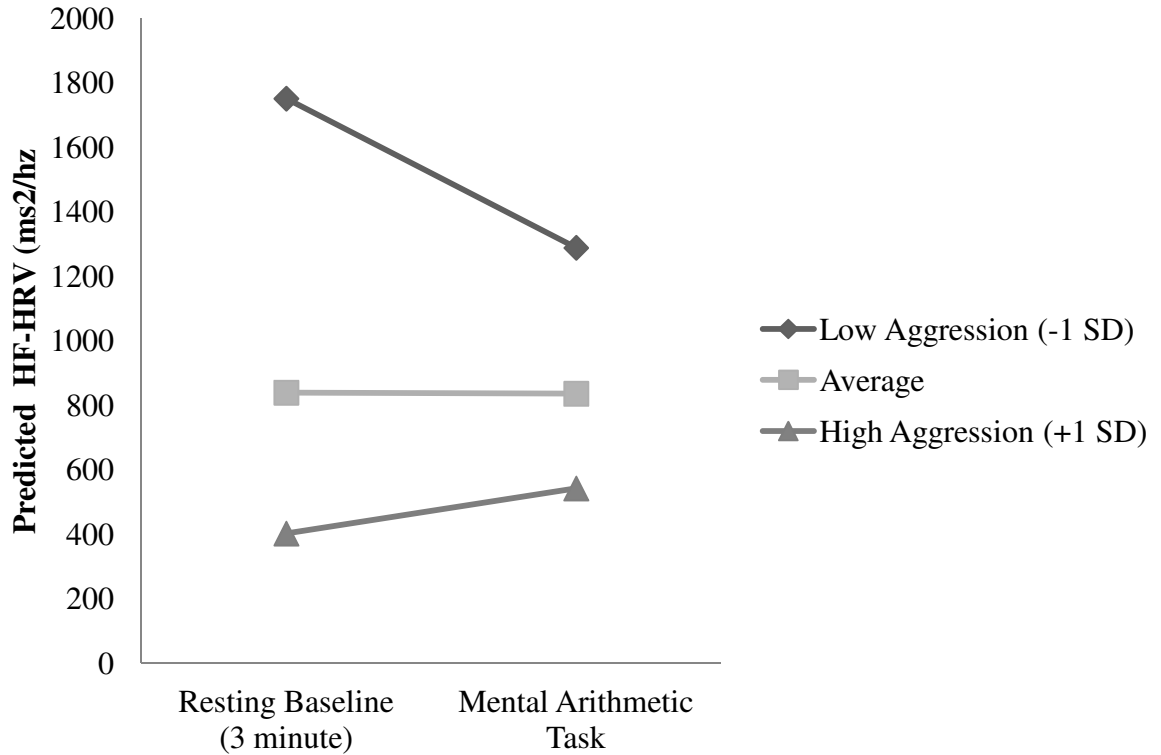 2000
1800
1600
1400
1200
1000
800
600
400
200
0
Predicted HF-HRV (ms2/hz
Resting Baseline
(3 minute)
Mental Arithmetic
Task
Low Aggression (-1 SD)
Average
High Aggression (+1 SD)